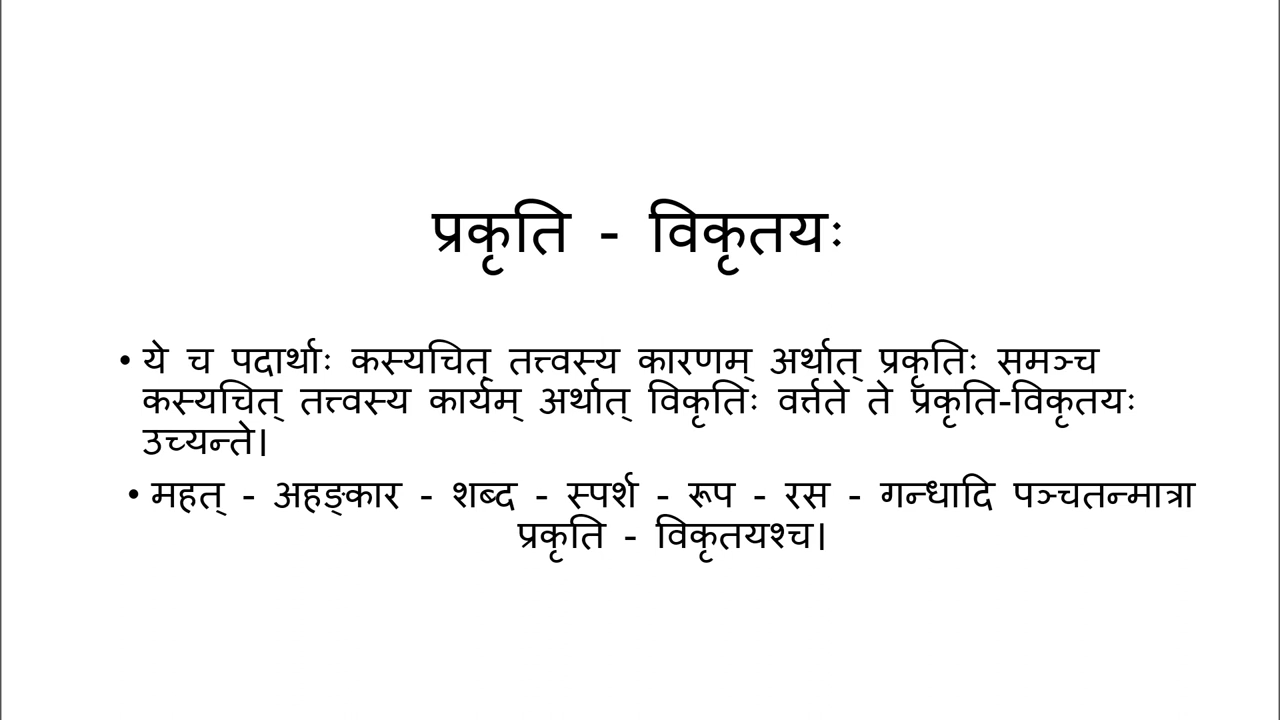 प्रकृति - विकृतयः
• ये च पदार्थाः कस्यचित् तत्त्वस्य कारणम् अर्थात् प्रकृतिः समञ्च
कस्यचित् तत्त्वस्य कार्यम् अर्थात् विकृतिः वर्त्तते ते प्रकृति-विकृतयः
उच्यन्ते।
• महत् - अहङ्कार - शब्द - स्पर्श - रूप - रस - गन्धादि पञ्चतन्मात्रा
प्रकृति - विकृतयश्च।